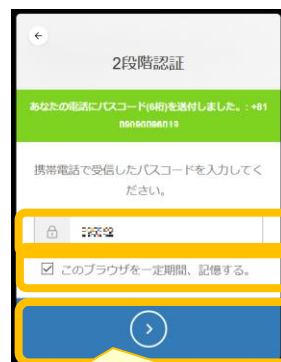 2段階認証
あなたの電話にパスコード(6桁)を送付しました。: +81
携帯電話で受信したパスコードを入力してく
ださい。
このブラウザを一定期間、記憶する。